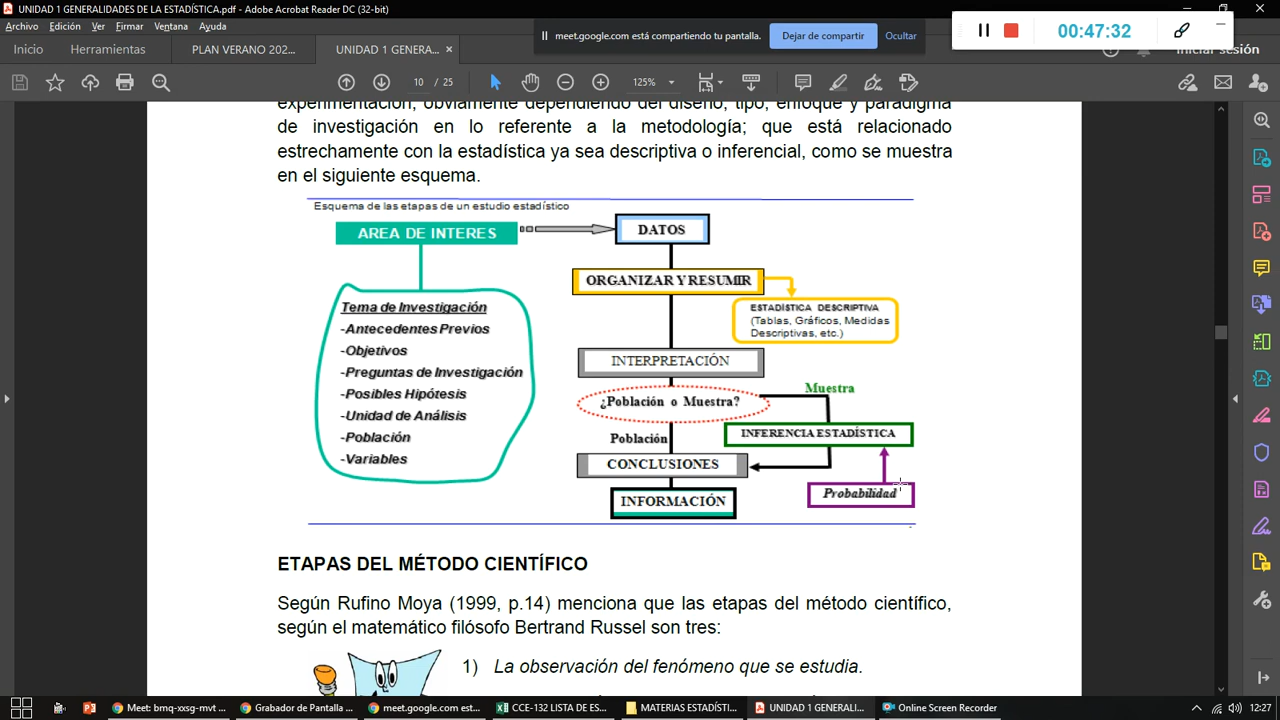 UNIDAD 1 GENERALIDADES DE LA ESTADÍSTICA.pdf - Adobe Acrobat Reader DC (32-bit)
Archivo Edición Ver Firmar Ventana Ayuda
meet.google.com está compartiendo tu pantalla. Dejar de compartir Ocultar
00:47:32
Inicio Herramientas PLAN VERANO 202... UNIDAD 1 GENERA... × Iniciar sesión
10 / 25 125%
experimentación, obviamente dependiendo del diseño, tipo, enfoque y paradigma
de investigación en lo referente a la metodología; que está relacionado
estrechamente con la estadística ya sea descriptiva o inferencial, como se muestra
en el siguiente esquema.
Esquema de las etapas de un estudio estadístico
AREA DE INTERES
Tema de Investigación
-Antecedentes Previos
-Objetivos
-Preguntas de Investigación
-Posibles Hipótesis
-Unidad de Análisis
-Población
-Variables
DATOS
ORGANIZAR Y RESUMIR
ESTADÍSTICA DESCRIPTIVA
(Tablas, Gráficos, Medidas
Descriptivas, etc.)
INTERPRETACIÓN
¿Población o Muestra?
Muestra
INFERENCIA ESTADÍSTICA
Población
CONCLUSIONES
Probabilidad
INFORMACIÓN
ETAPAS DEL MÉTODO CIENTÍFICO
Según Rufino Moya (1999, p.14) menciona que las etapas del método científico,
según el matemático filósofo Bertrand Russel son tres:
1) La observación del fenómeno que se estudia.
Meet: bmq-xxsg-mvt ... Grabador de Pantalla ... meet.google.com est... CCE-132 LISTA DE ES... MATERIAS ESTADÍSTI... UNIDAD 1 GENERALI... Online Screen Recorder 12:27